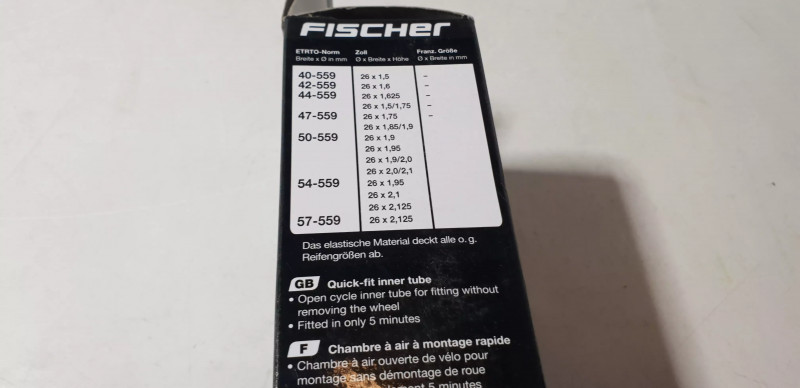 FISCHER
ETRTO-Norm Zoll Franz. Größe
Breite x Ø in mm Ø x Breite x Höhe Ø x Breite in mm
40-559 26 x 1,5 –
42-559 26 x 1,6 –
44-559 26 x 1,625 –
26 x 1,5/1,75 –
47-559 26 x 1,75 –
26 x 1,85/1,9
50-559 26 x 1,9
26 x 1,95
26 x 1,9/2,0
26 x 2,0/2,1
54-559 26 x 1,95
26 x 2,1
26 x 2,125
57-559 26 x 2,125
Das elastische Material deckt alle o. g.
Reifengrößen ab.
GB Quick-fit inner tube
• Open cycle inner tube for fitting without
removing the wheel
• Fitted in only 5 minutes
F Chambre à air à montage rapide
• Chambre à air ouverte de vélo pour
montage sans démontage de roue
5 minutes